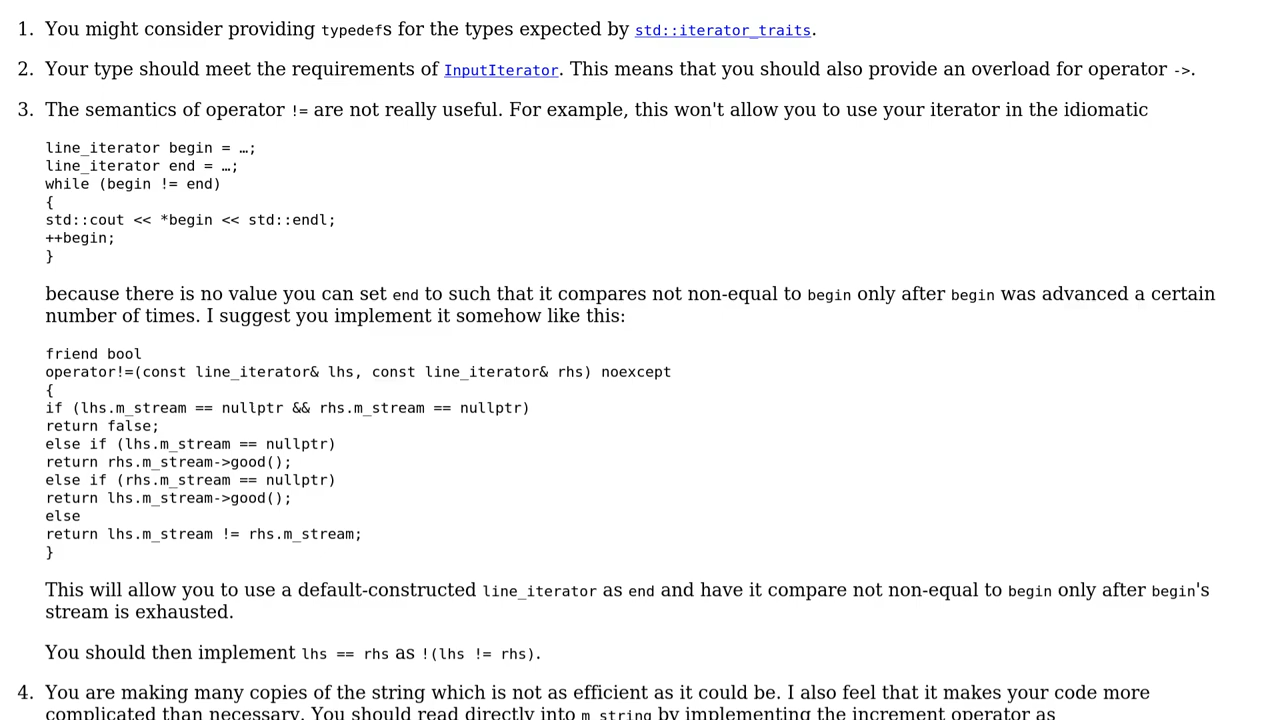 1. You might consider providing typedefs for the types expected by std::iterator_traits.
2. Your type should meet the requirements of InputIterator. This means that you should also provide an overload for operator ->.
3. The semantics of operator != are not really useful. For example, this won't allow you to use your iterator in the idiomatic
line_iterator begin = …;
line_iterator end = …;
while (begin != end)
{
std::cout << *begin << std::endl;
++begin;
}
because there is no value you can set end to such that it compares not non-equal to begin only after begin was advanced a certain
number of times. I suggest you implement it somehow like this:
friend bool
operator!=(const line_iterator& lhs, const line_iterator& rhs) noexcept
{
if (lhs.m_stream == nullptr && rhs.m_stream == nullptr)
return false;
else if (lhs.m_stream == nullptr)
return rhs.m_stream->good();
else if (rhs.m_stream == nullptr)
return lhs.m_stream->good();
else
return lhs.m_stream != rhs.m_stream;
}
This will allow you to use a default-constructed line_iterator as end and have it compare not non-equal to begin only after begin's
stream is exhausted.
You should then implement lhs == rhs as !(lhs != rhs).
4. You are making many copies of the string which is not as efficient as it could be. I also feel that it makes your code more
complicated than necessary. You should read directly into m_string by implementing the increment operator as